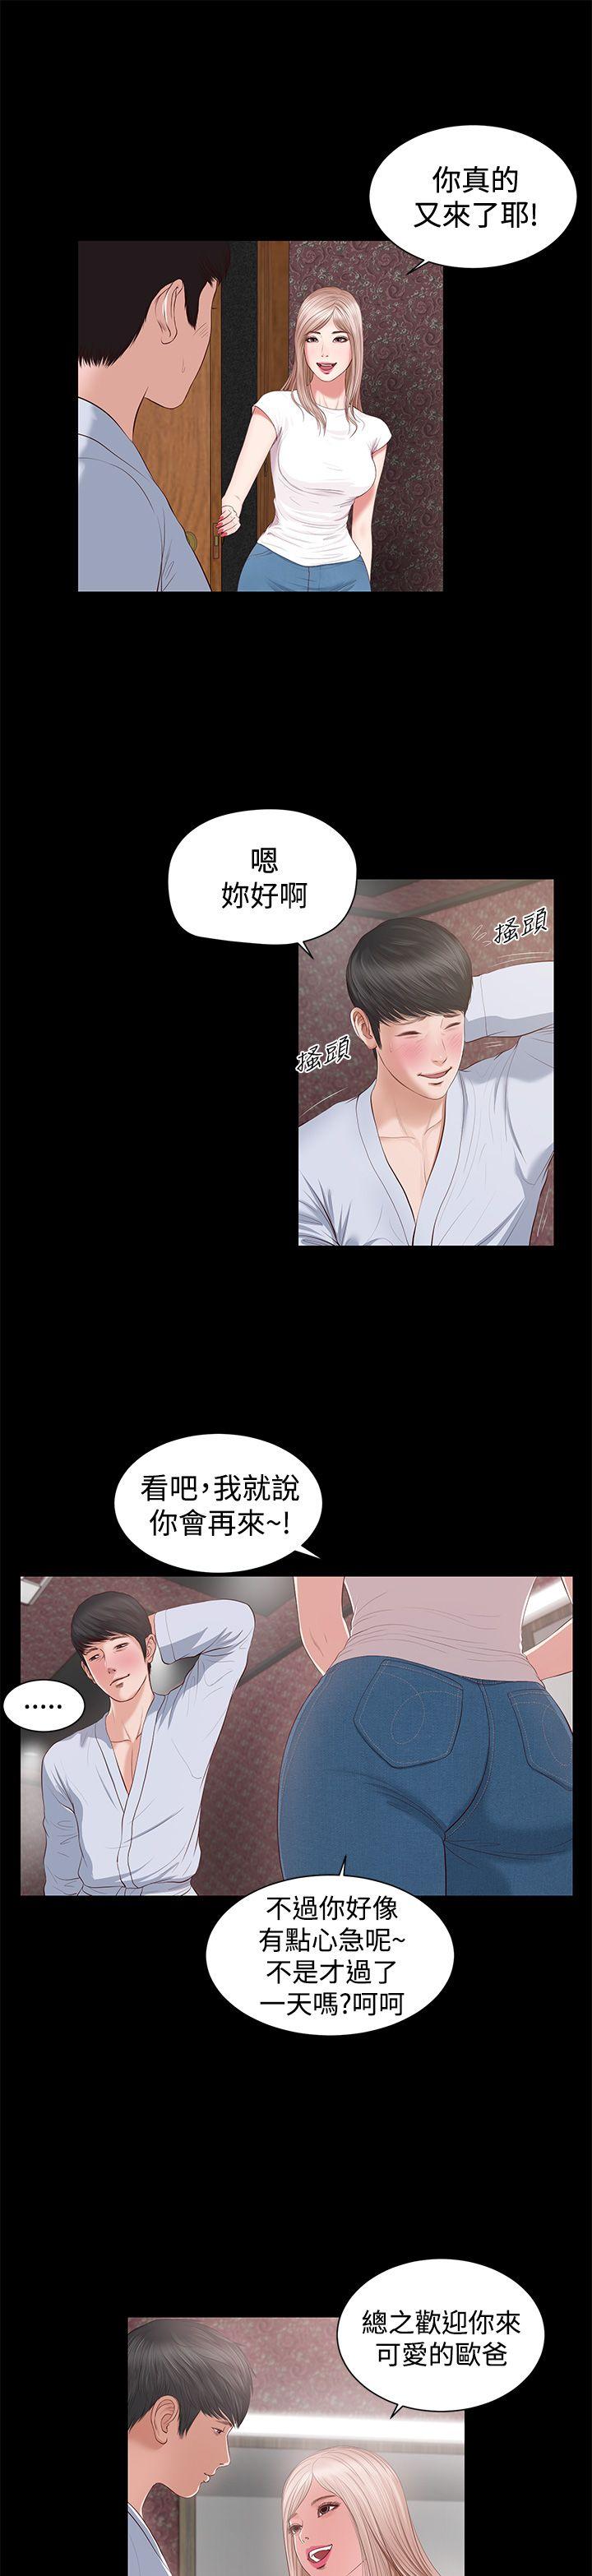 你真的
又來了耶!
嗯
妳好啊
搔頭
搔頭
看吧,我就說
你會再來~!
.....
不過你好像
有點心急呢~
不是才過了
一天嗎?呵呵
總之歡迎你來
可愛的歐爸